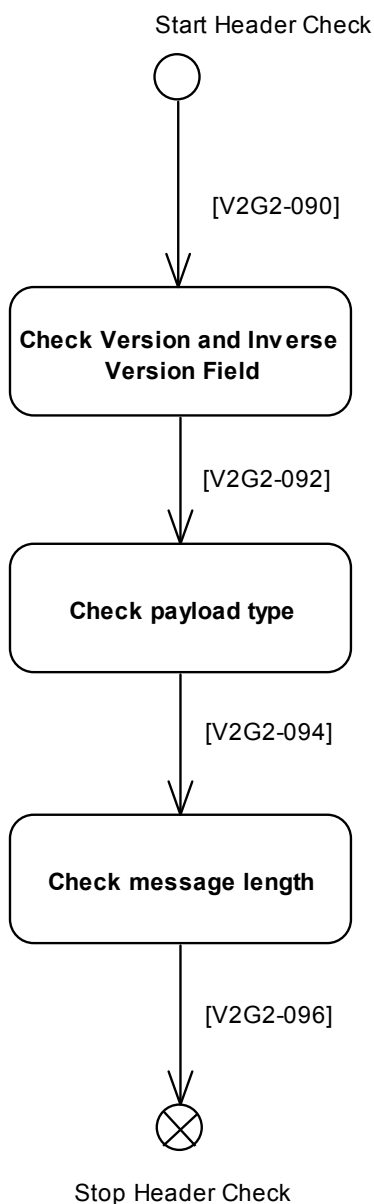 Start Header Check
[V2G2-090]
Check Version and Inverse
Version Field
[V2G2-092]
Check payload type
[V2G2-094]
Check message length
[V2G2-096]
Stop Header Check